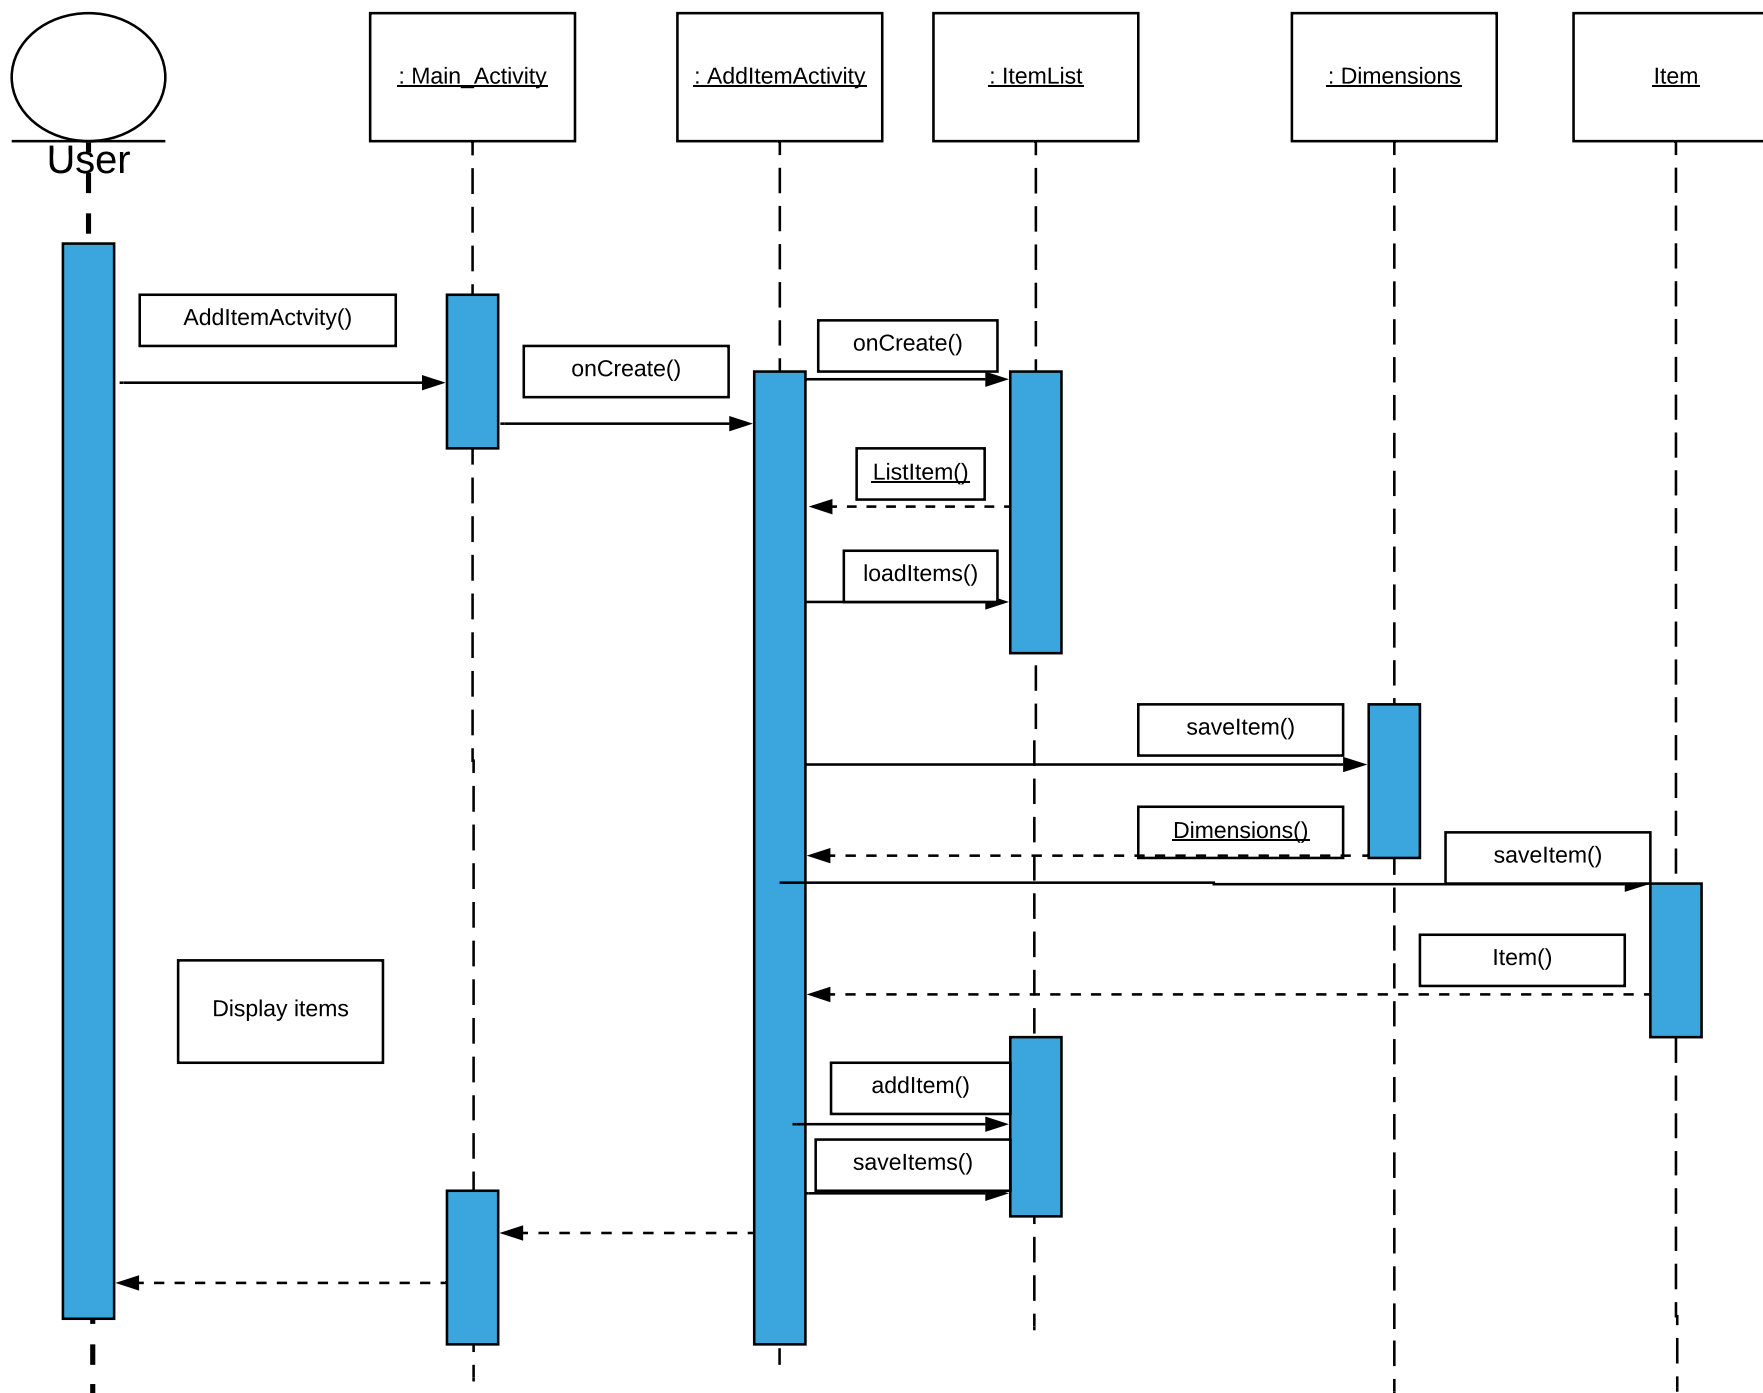 : Main_Activity
: AddItemActivity
: ItemList
: Dimensions
Item
User
AddItemActvity()
onCreate()
onCreate()
ListItem()
loadItems()
saveItem()
Dimensions()
saveItem()
Item()
Display items
addItem()
saveItems()